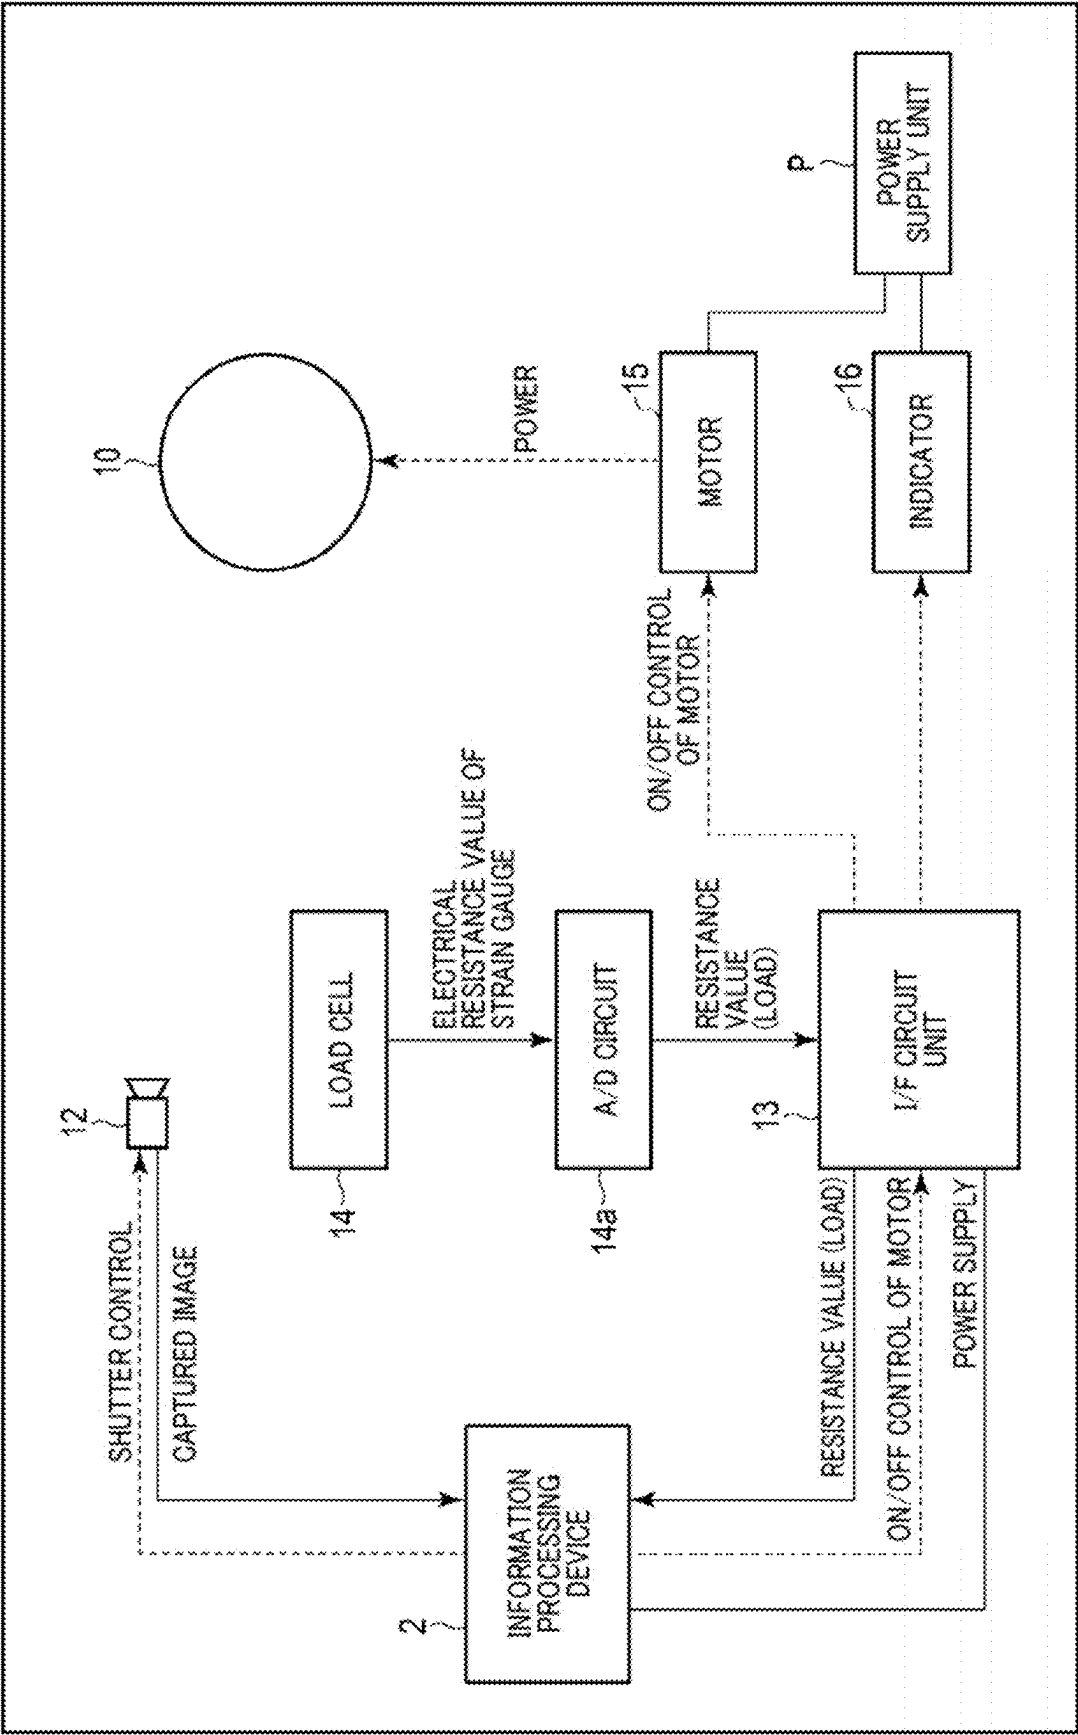 12
SHUTTER CONTROL
CAPTURED IMAGE
10
2
INFORMATION
PROCESSING
DEVICE
14
LOAD CELL
ELECTRICAL
RESISTANCE VALUE OF
STRAIN GAUGE
14a
A/D CIRCUIT
RESISTANCE
VALUE
(LOAD)
POWER
ON/OFF CONTROL
OF MOTOR
15
MOTOR
P
POWER
SUPPLY UNIT
13
I/F CIRCUIT
UNIT
16
INDICATOR
RESISTANCE VALUE (LOAD)
ON/OFF CONTROL OF MOTOR
POWER SUPPLY